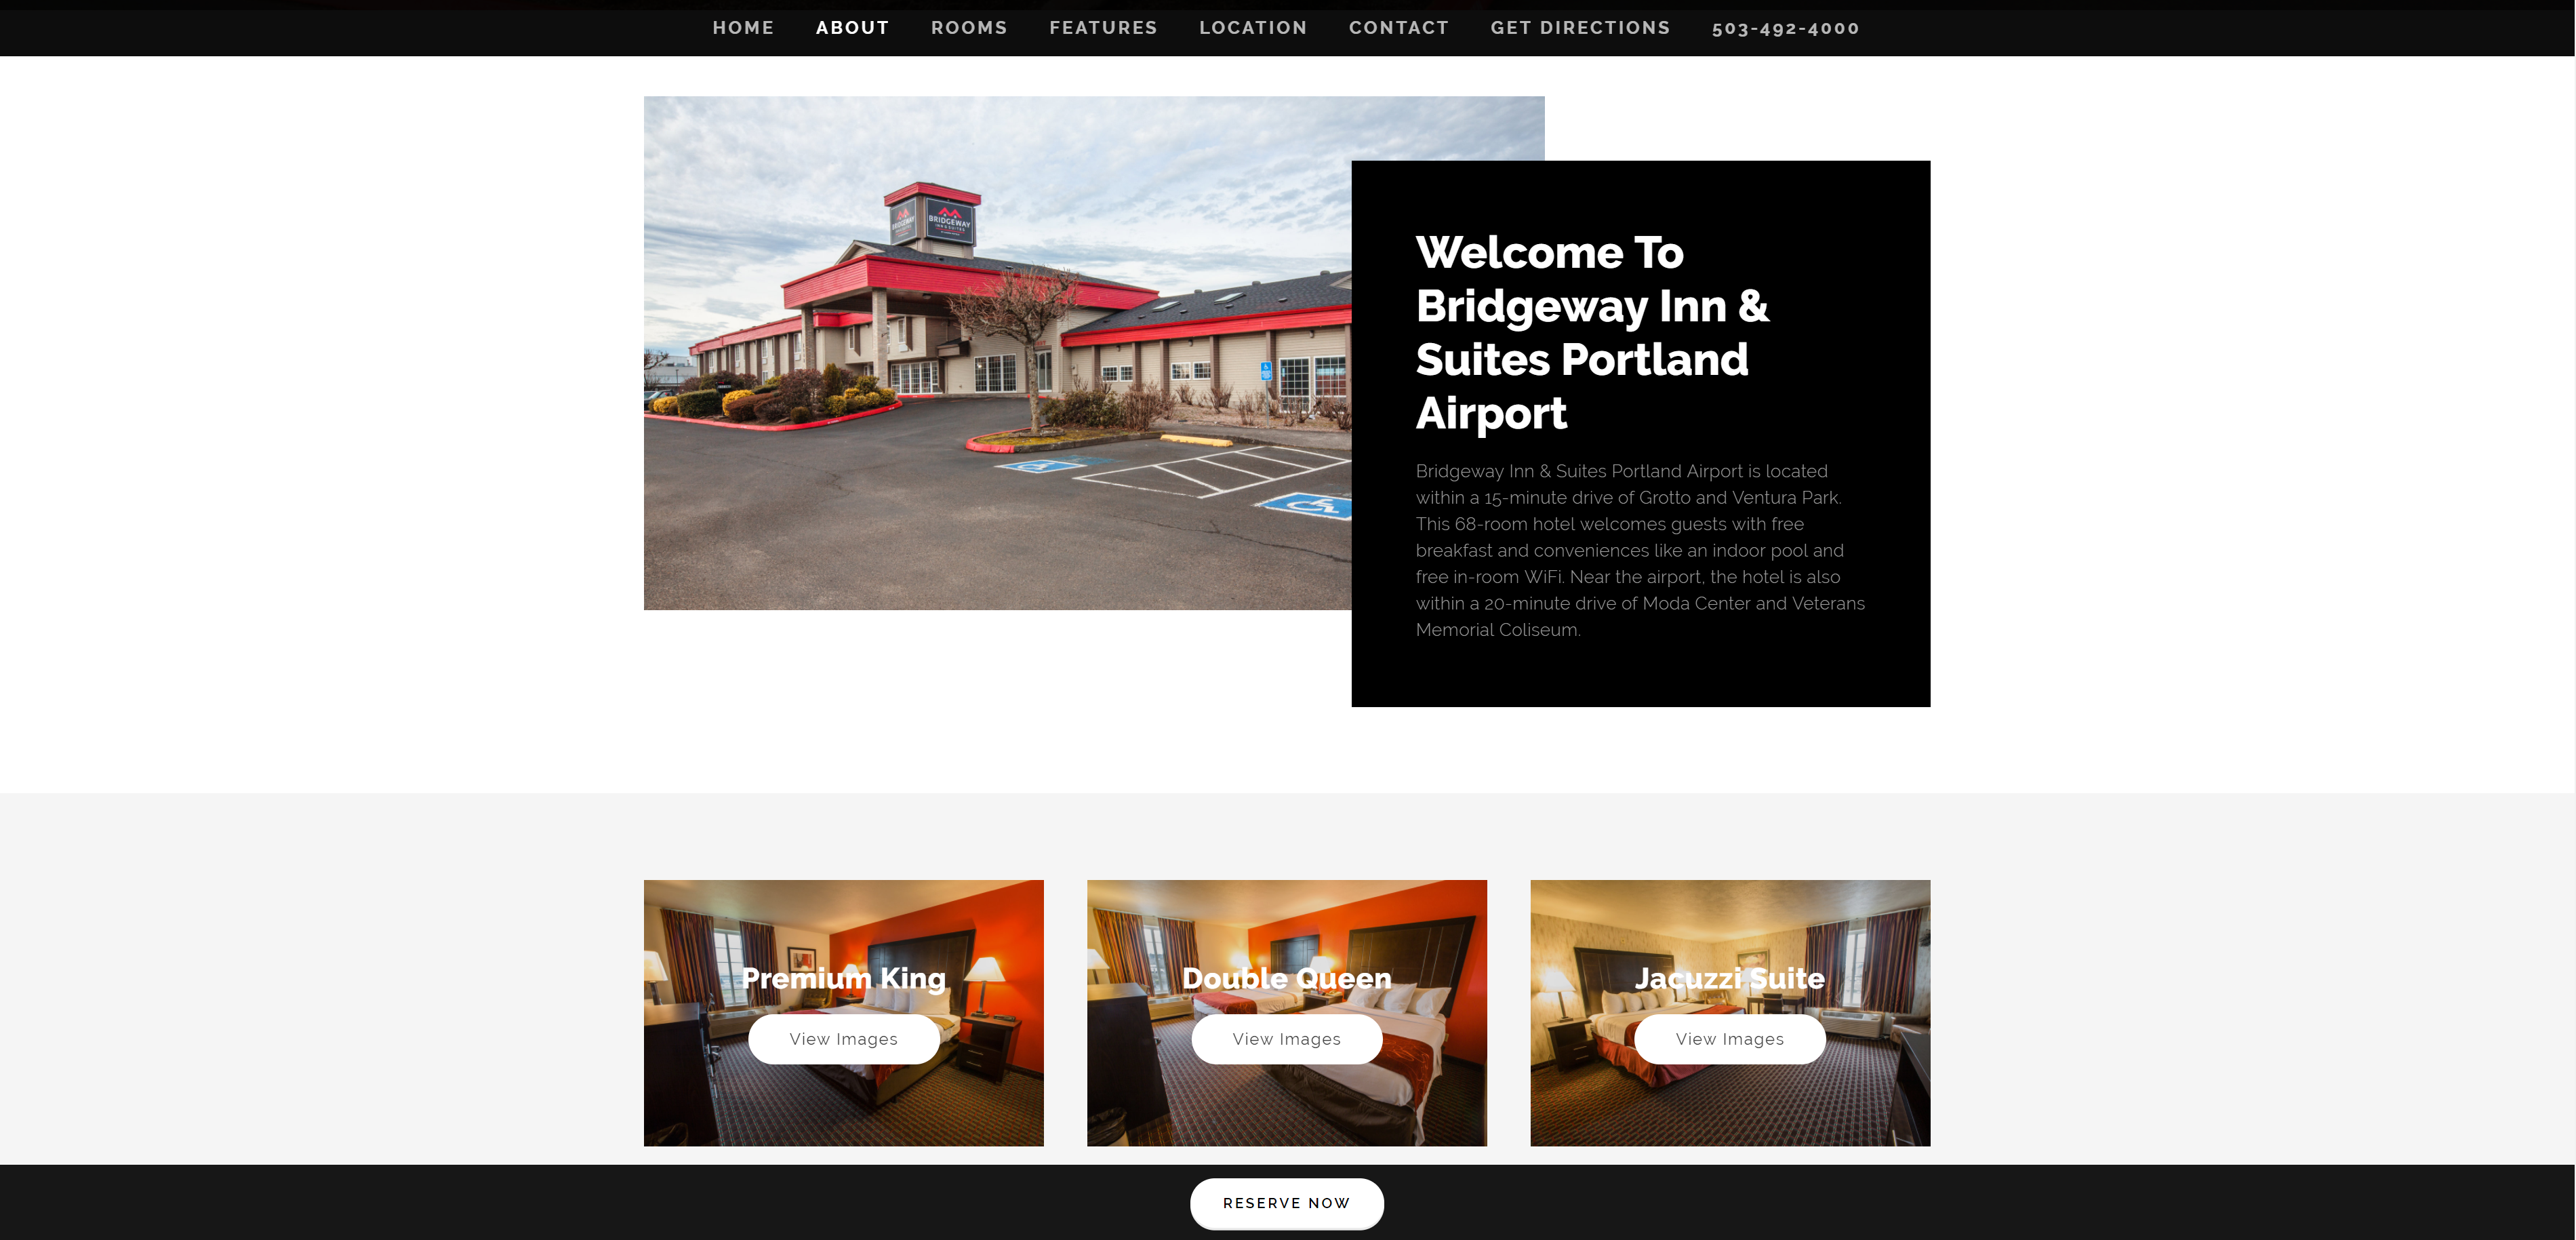 HOME ABOUT ROOMS FEATURES LOCATION CONTACT GET DIRECTIONS 503-492-4000
BRIDGEWAY
INN & SUITES
Welcome To
Bridgeway Inn &
Suites Portland
Airport
Bridgeway Inn & Suites Portland Airport is located
within a 15-minute drive of Grotto and Ventura Park.
This 68-room hotel welcomes guests with free
breakfast and conveniences like an indoor pool and
free in-room WiFi. Near the airport, the hotel is also
within a 20-minute drive of Moda Center and Veterans
Memorial Coliseum.
Premium King
View Images
Double Queen
View Images
Jacuzzi Suite
View Images
RESERVE NOW